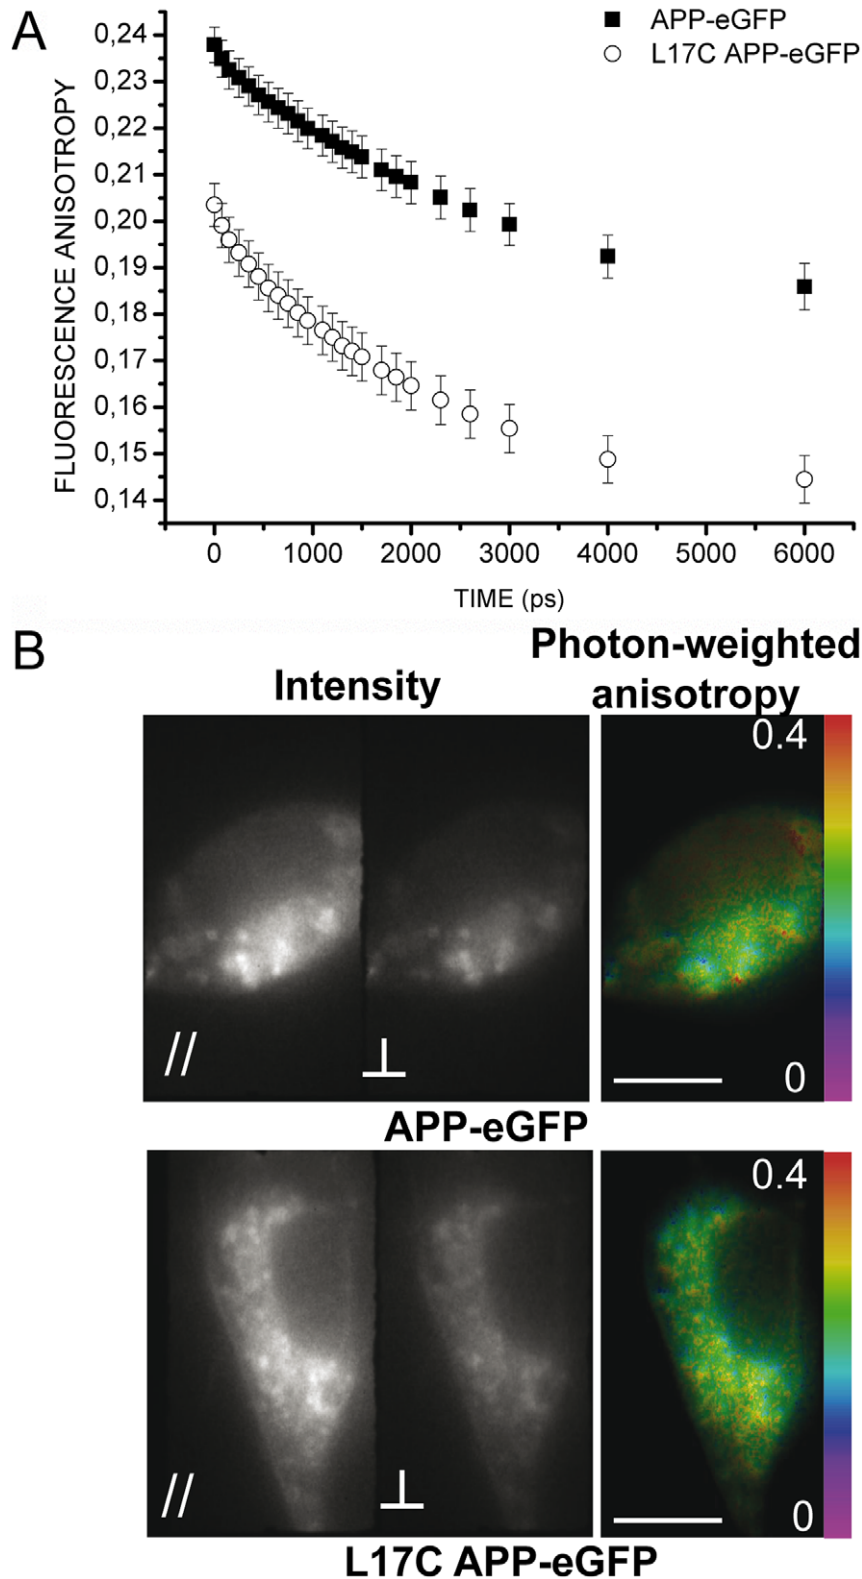 A
APP-eGFP
L17C APP-eGFP
FLUORESCENCE ANISOTROPY
0,24
0,23
0,22
0,21
0,20
0,19
0,18
0,17
0,16
0,15
0,14
0 1000 2000 3000 4000 5000 6000
TIME (ps)
B
Intensity
Photon-weighted
anisotropy
0.4
// ⊥
0
APP-eGFP
0.4
// ⊥
0
L17C APP-eGFP